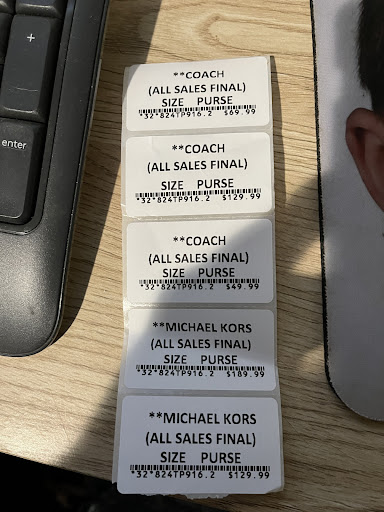 +
enter
**COACH
(ALL SALES FINAL)
SIZE PURSE
*32*824TP916.2 $69.99
**COACH
(ALL SALES FINAL)
SIZE PURSE
*32*824TP916.2 $129.99
**COACH
(ALL SALES FINAL)
SIZE PURSE
*32*824TP916.2 $49.99
**MICHAEL KORS
(ALL SALES FINAL)
SIZE PURSE
*32*824TP916.2 $189.99
**MICHAEL KORS
(ALL SALES FINAL)
SIZE PURSE
*32*824TP916.2 $129.99